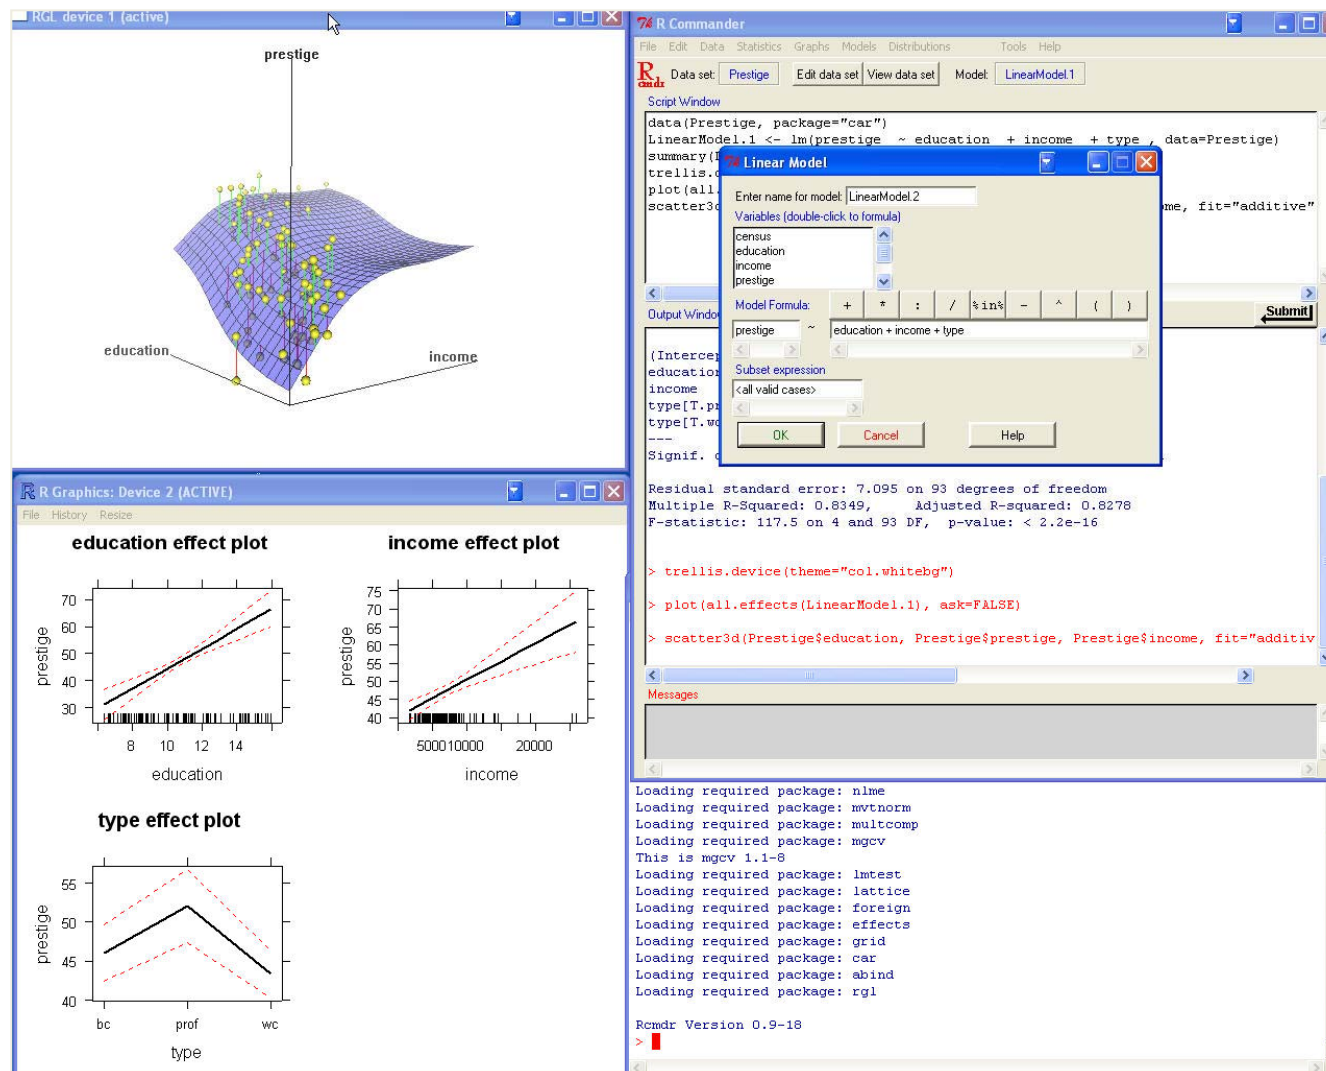 RGL device 1 (active)
prestige
education
income
R Graphics: Device 2 (ACTIVE)
File History Resize
education effect plot
70
60
50
40
30
prestige
8 10 12 14
education
income effect plot
75
70
65
60
55
50
45
40
prestige
5000 10000 20000
income
type effect plot
55
50
45
40
prestige
bc prof wc
type
R Commander
File Edit Data Statistics Graphs Models Distributions Tools Help
R cmdr Data set: Prestige Edit data set View data set Model: LinearModel.1
Script Window
data(Prestige, package="car")
LinearModel.1 <- lm(prestige ~ education + income + type , data=Prestige)
summary(
trellis.
plot(all.
scatter3d
me, fit="additive"
Linear Model
Enter name for model: LinearModel.2
Variables (double-click to formula)
census
education
income
prestige
Model Formula: + * : / %in% - ^ ( )
prestige ~ education + income + type
Subset expression
<all valid cases>
OK Cancel Help
Output Window
Submit
(Intercep
education
income
type[T.pr
type[T.wc
---
Signif.
Residual standard error: 7.095 on 93 degrees of freedom
Multiple R-Squared: 0.8349, Adjusted R-squared: 0.8278
F-statistic: 117.5 on 4 and 93 DF, p-value: < 2.2e-16
> trellis.device(theme="col.whitebg")
> plot(all.effects(LinearModel.1), ask=FALSE)
> scatter3d(Prestige$education, Prestige$prestige, Prestige$income, fit="additiv
Messages
Loading required package: nlme
Loading required package: mvtnorm
Loading required package: multcomp
Loading required package: mgcv
This is mgcv 1.1-8
Loading required package: lmtest
Loading required package: lattice
Loading required package: foreign
Loading required package: effects
Loading required package: grid
Loading required package: car
Loading required package: abind
Loading required package: rgl
Rcmdr Version 0.9-18
>